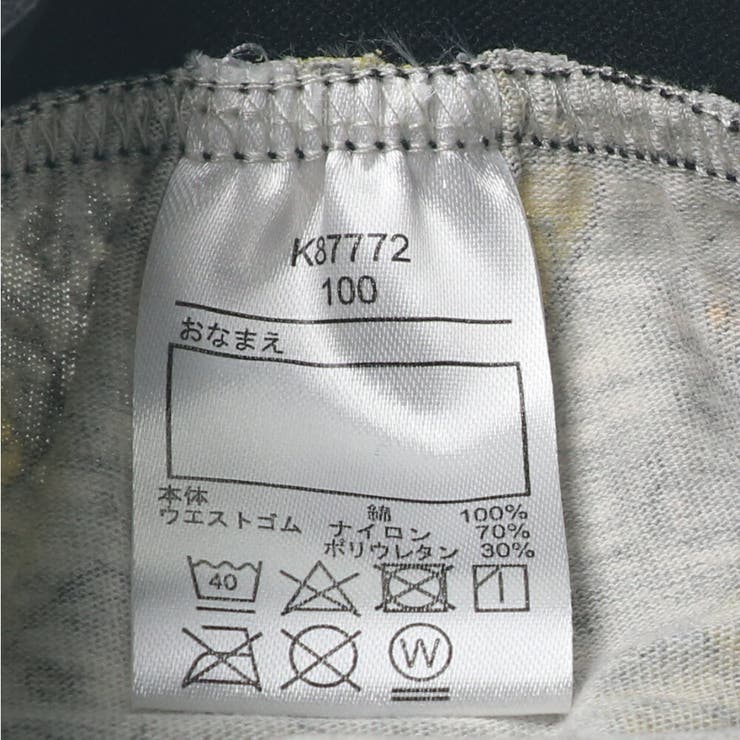 K87772
100
おなまえ
本体 綿 100%
ウエストゴム ナイロン 70%
ポリウレタン 30%
40
W